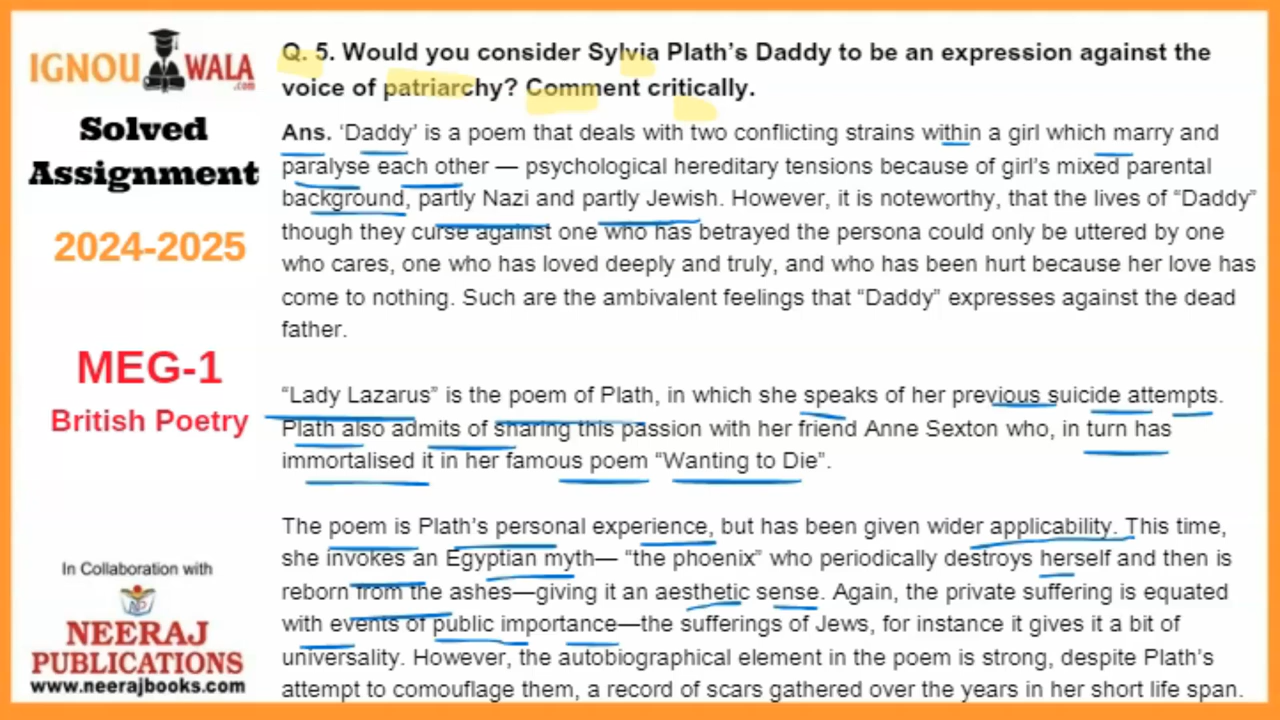 IGNOU WALA
.com
Solved
Assignment
2024-2025
MEG-1
British Poetry
In Collaboration with
NEERAJ
PUBLICATIONS
www.neerajbooks.com
Q. 5. Would you consider Sylvia Plath's Daddy to be an expression against the
voice of patriarchy? Comment critically.
Ans. 'Daddy' is a poem that deals with two conflicting strains within a girl which marry and
paralyse each other — psychological hereditary tensions because of girl's mixed parental
background, partly Nazi and partly Jewish. However, it is noteworthy, that the lives of "Daddy"
though they curse against one who has betrayed the persona could only be uttered by one
who cares, one who has loved deeply and truly, and who has been hurt because her love has
come to nothing. Such are the ambivalent feelings that "Daddy" expresses against the dead
father.
"Lady Lazarus" is the poem of Plath, in which she speaks of her previous suicide attempts.
Plath also admits of sharing this passion with her friend Anne Sexton who, in turn has
immortalised it in her famous poem "Wanting to Die".
The poem is Plath's personal experience, but has been given wider applicability. This time,
she invokes an Egyptian myth— "the phoenix" who periodically destroys herself and then is
reborn from the ashes—giving it an aesthetic sense. Again, the private suffering is equated
with events of public importance—the sufferings of Jews, for instance it gives it a bit of
universality. However, the autobiographical element in the poem is strong, despite Plath's
attempt to comouflage them, a record of scars gathered over the years in her short life span.